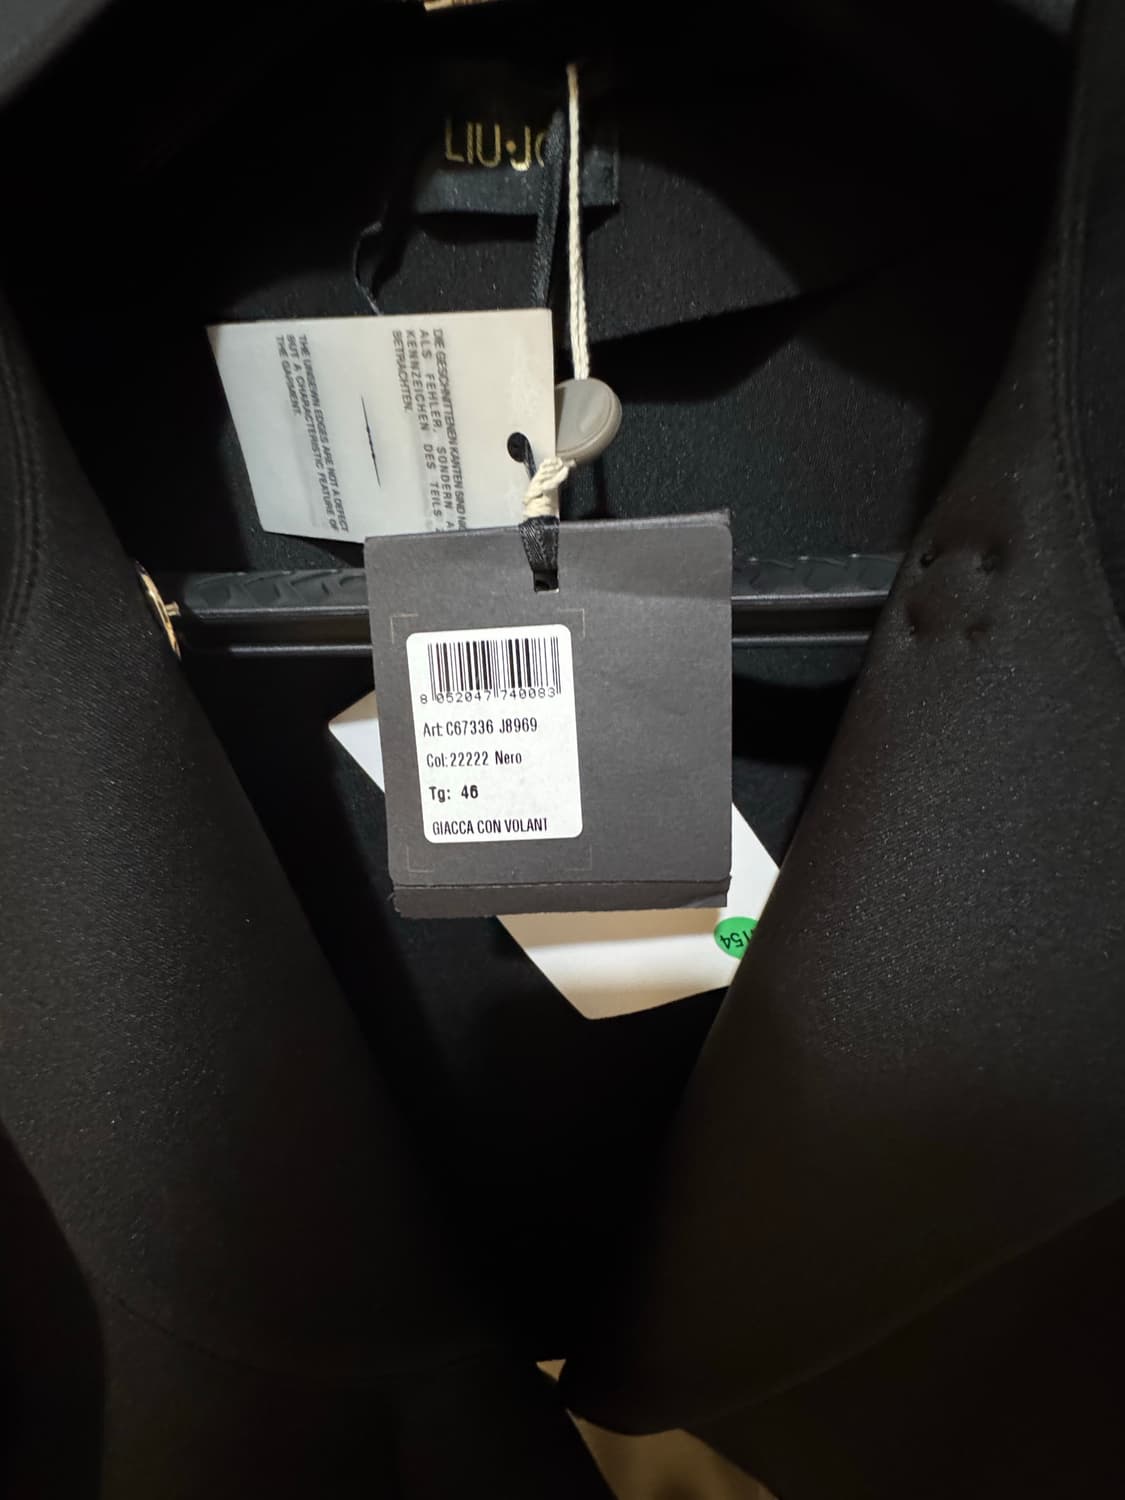 LIU·JO
DIE GESCHNITTENEN KANTEN SIND
ALS FEHLER, SONDERN
KENNZEICHEN DES TEILS
BETRACHTEN.
THE UNSEWN EDGES ARE NOT A DEFECT
BUT A CHARACTERISTIC FEATURE OF
THE GARMENT.
8 052047 740083
Art: C67336 J8969
Col: 22222 Nero
Tg: 46
GIACCA CON VOLANT
154